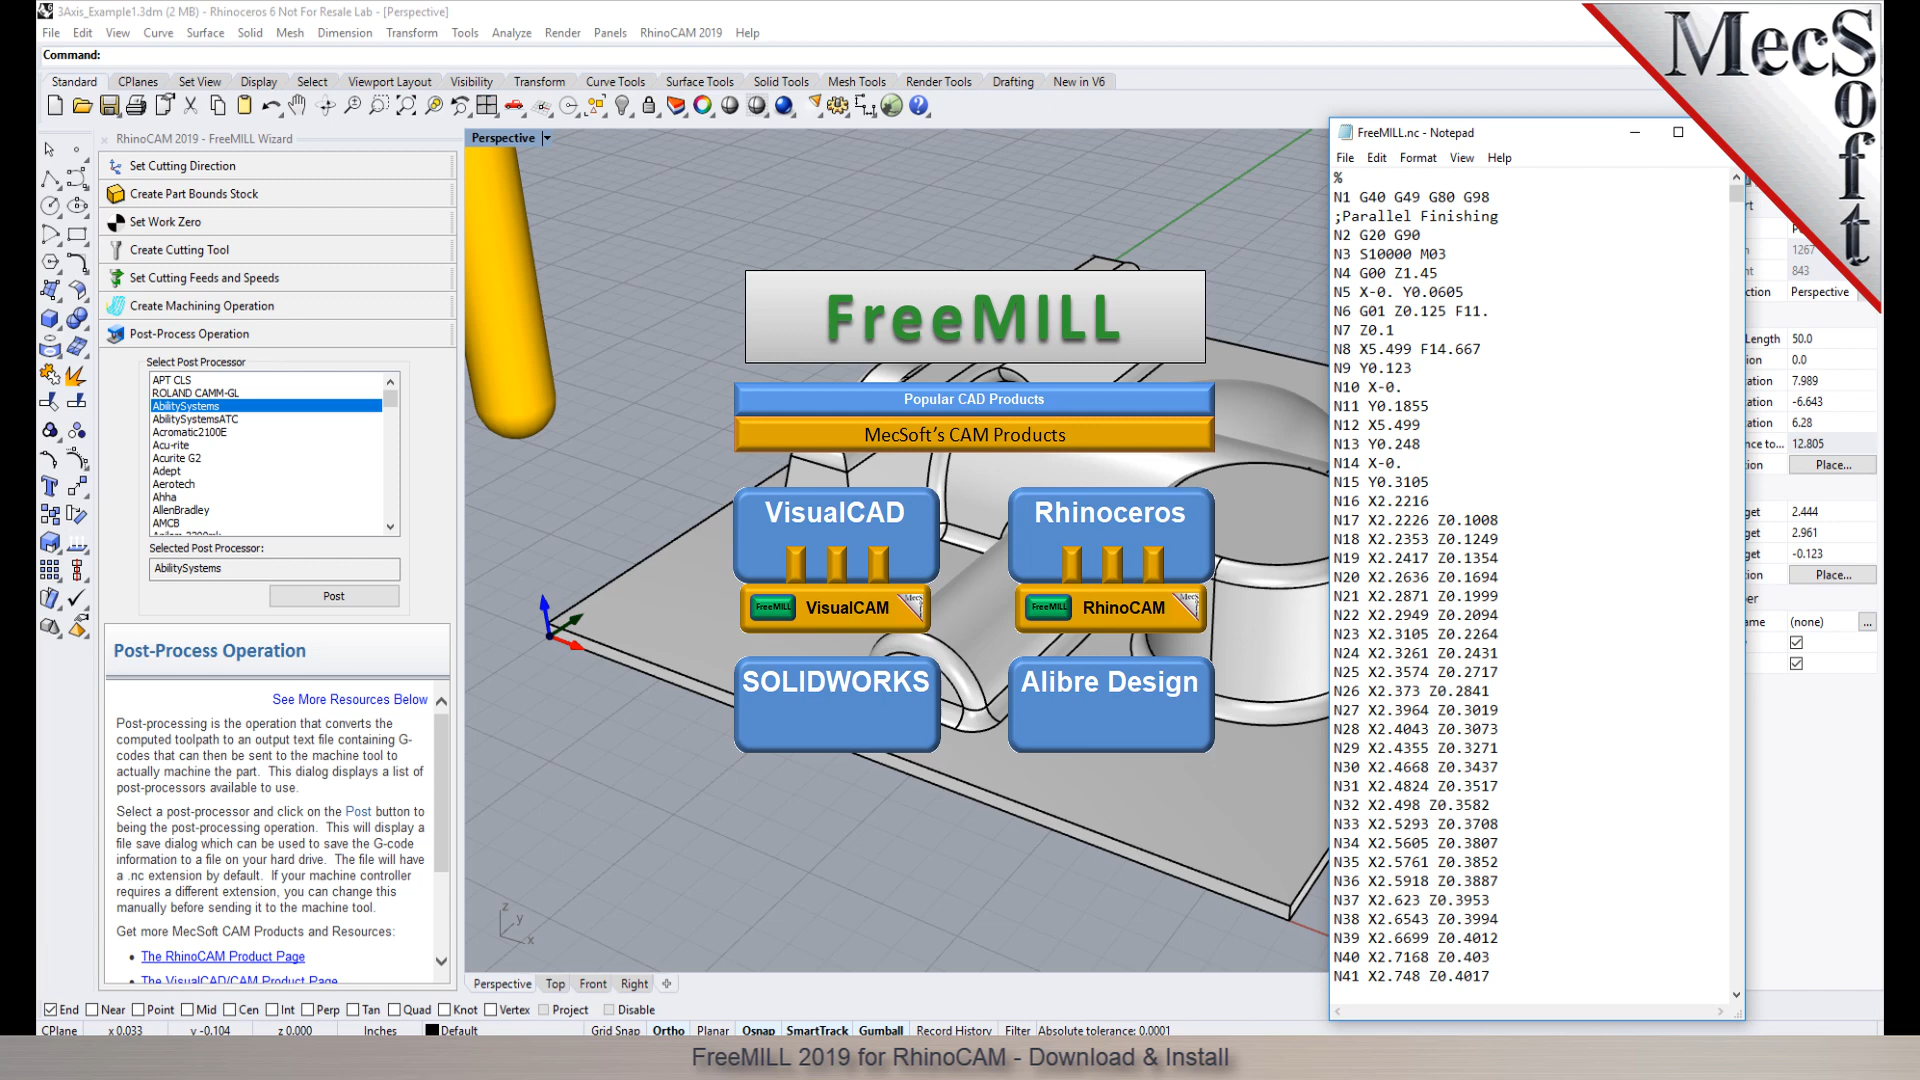 3Axis_Example1.3dm (2 MB) - Rhinoceros 6 Not For Resale Lab - [Perspective]
File Edit View Curve Surface Solid Mesh Dimension Transform Tools Analyze Render Panels RhinoCAM 2019 Help
Command:
Standard CPlanes Set View Display Select Viewport Layout Visibility Transform Curve Tools Surface Tools Solid Tools Mesh Tools Render Tools Drafting New in V6
MecSoft
RhinoCAM 2019 - FreeMILL Wizard
Set Cutting Direction
Create Part Bounds Stock
Set Work Zero
Create Cutting Tool
Set Cutting Feeds and Speeds
Create Machining Operation
Post-Process Operation
Select Post Processor
APT CLS
ROLAND CAMM-GL
AbilitySystems
AbilitySystemsATC
Acromatic2100E
Acu-rite
Acurite G2
Adept
Aerotech
Ahha
AllenBradley
AMCB
Selected Post Processor:
AbilitySystems
Post
Post-Process Operation
See More Resources Below
Post-processing is the operation that converts the
computed toolpath to an output text file containing G-
codes that can then be sent to the machine tool to
actually machine the part. This dialog displays a list of
post-processors available to use.
Select a post-processor and click on the Post button to
being the post-processing operation. This will display a
file save dialog which can be used to save the G-code
information to a file on your hard drive. The file will have
a .nc extension by default. If your machine controller
requires a different extension, you can change this
manually before sending it to the machine tool.
Get more MecSoft CAM Products and Resources:
• The RhinoCAM Product Page
The VisualCAD/CAM Product Page
Perspective
FreeMILL
Popular CAD Products
MecSoft's CAM Products
VisualCAD
FreeMILL VisualCAM MecS
Rhinoceros
FreeMILL RhinoCAM MecS
SOLIDWORKS
Alibre Design
z
y
x
Perspective Top Front Right
FreeMILL.nc - Notepad
File Edit Format View Help
%
N1 G40 G49 G80 G98
;Parallel Finishing
N2 G20 G90
N3 S10000 M03
N4 G00 Z1.45
N5 X-0. Y0.0605
N6 G01 Z0.125 F11.
N7 Z0.1
N8 X5.499 F14.667
N9 Y0.123
N10 X-0.
N11 Y0.1855
N12 X5.499
N13 Y0.248
N14 X-0.
N15 Y0.3105
N16 X2.2216
N17 X2.2226 Z0.1008
N18 X2.2353 Z0.1249
N19 X2.2417 Z0.1354
N20 X2.2636 Z0.1694
N21 X2.2871 Z0.1999
N22 X2.2949 Z0.2094
N23 X2.3105 Z0.2264
N24 X2.3261 Z0.2431
N25 X2.3574 Z0.2717
N26 X2.373 Z0.2841
N27 X2.3964 Z0.3019
N28 X2.4043 Z0.3073
N29 X2.4355 Z0.3271
N30 X2.4668 Z0.3437
N31 X2.4824 Z0.3517
N32 X2.498 Z0.3582
N33 X2.5293 Z0.3708
N34 X2.5605 Z0.3807
N35 X2.5761 Z0.3852
N36 X2.5918 Z0.3887
N37 X2.623 Z0.3953
N38 X2.6543 Z0.3994
N39 X2.6699 Z0.4012
N40 X2.7168 Z0.403
N41 X2.748 Z0.4017
1267
843
ction Perspective
Length 50.0
tion 0.0
ation 7.989
ation -6.643
ation 6.28
nce to... 12.805
ion Place...
get 2.444
get 2.961
get -0.123
tion Place...
er
ame (none) ...
End Near Point Mid Cen Int Perp Tan Quad Knot Vertex Project Disable
CPlane x 0.033 y -0.104 z 0.000 Inches Default Grid Snap Ortho Planar Osnap SmartTrack Gumball Record History Filter Absolute tolerance: 0.0001
FreeMILL 2019 for RhinoCAM - Download & Install